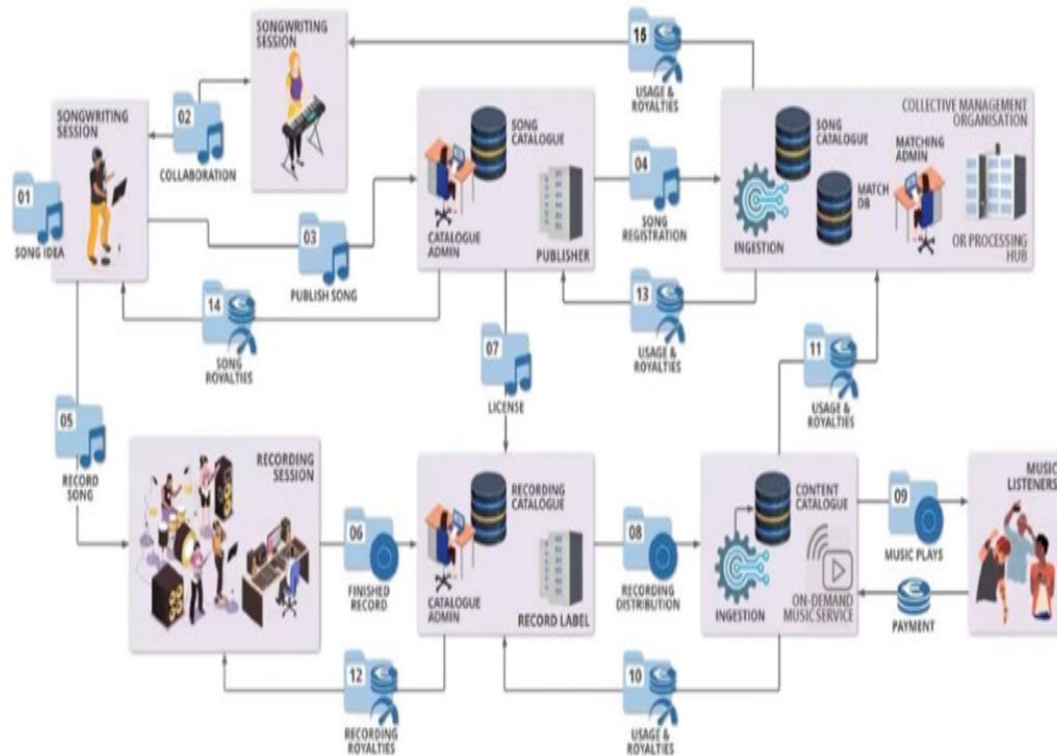 15
USAGE &
ROYALTIES
SONGWRITING
SESSION
02
COLLABORATION
SONGWRITING
SESSION
01
SONG IDEA
03
PUBLISH SONG
SONG
CATALOGUE
CATALOGUE
ADMIN
PUBLISHER
04
SONG
REGISTRATION
COLLECTIVE MANAGEMENT
ORGANISATION
SONG
CATALOGUE
MATCHING
ADMIN
MATCH
DB
INGESTION
OR PROCESSING
HUB
14
SONG
ROYALTIES
13
USAGE &
ROYALTIES
07
LICENSE
11
USAGE &
ROYALTIES
05
RECORD
SONG
RECORDING
SESSION
06
FINISHED
RECORD
RECORDING
CATALOGUE
CATALOGUE
ADMIN
RECORD LABEL
08
RECORDING
DISTRIBUTION
CONTENT
CATALOGUE
INGESTION
ON-DEMAND
MUSIC SERVICE
09
MUSIC PLAYS
PAYMENT
MUSIC
LISTENERS
12
RECORDING
ROYALTIES
10
USAGE &
ROYALTIES